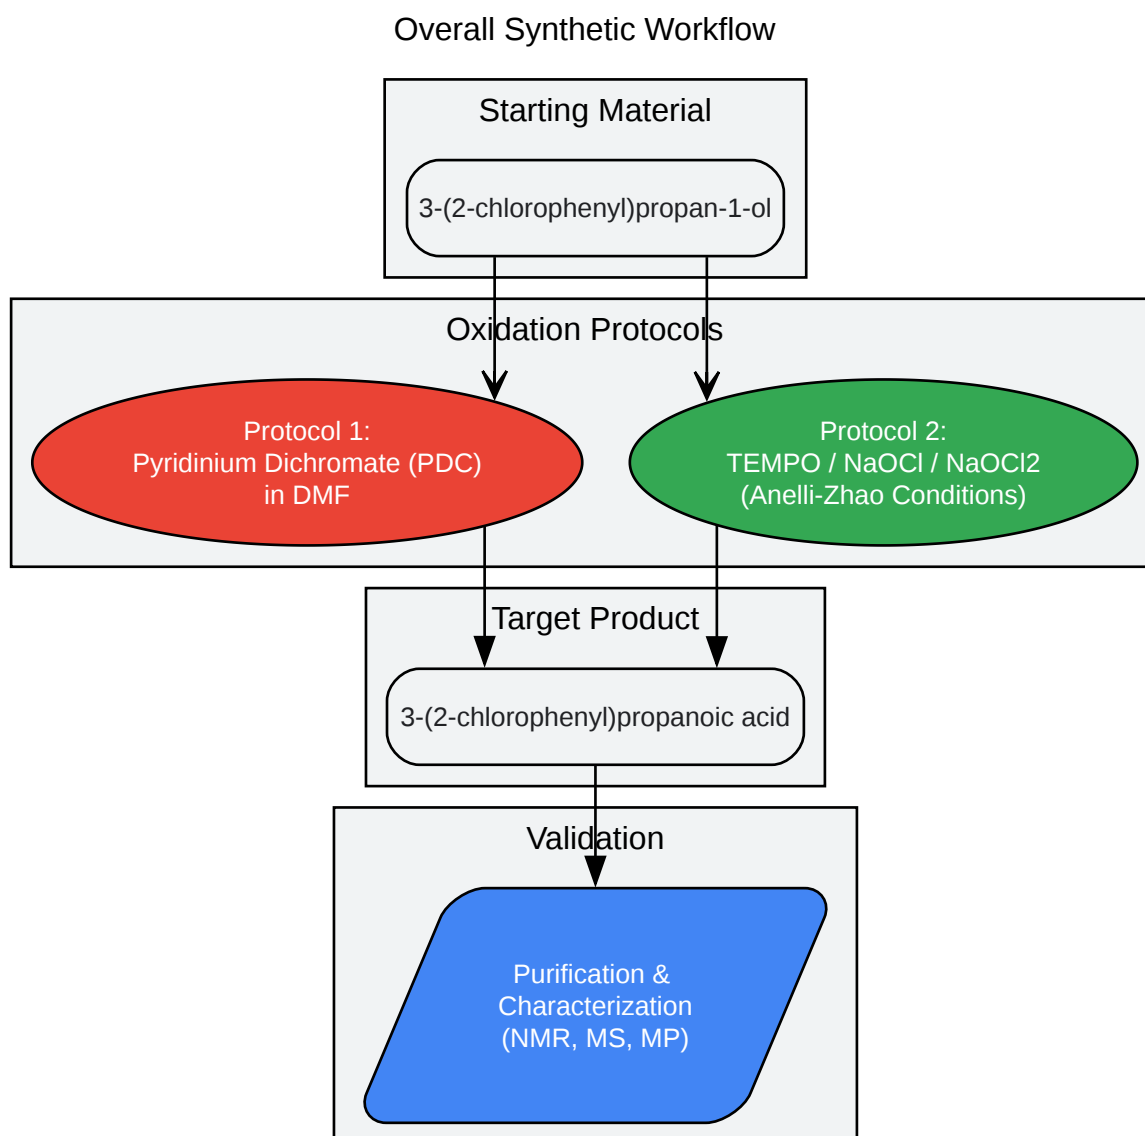 Overall Synthetic Workflow
Starting Material
3-(2-chlorophenyl)propan-1-ol
Oxidation Protocols
Protocol 1:
Pyridinium Dichromate (PDC)
in DMF
Protocol 2:
TEMPO / NaOCl / NaOCl2
(Anelli-Zhao Conditions)
Target Product
3-(2-chlorophenyl)propanoic acid
Validation
Purification &
Characterization
(NMR, MS, MP)